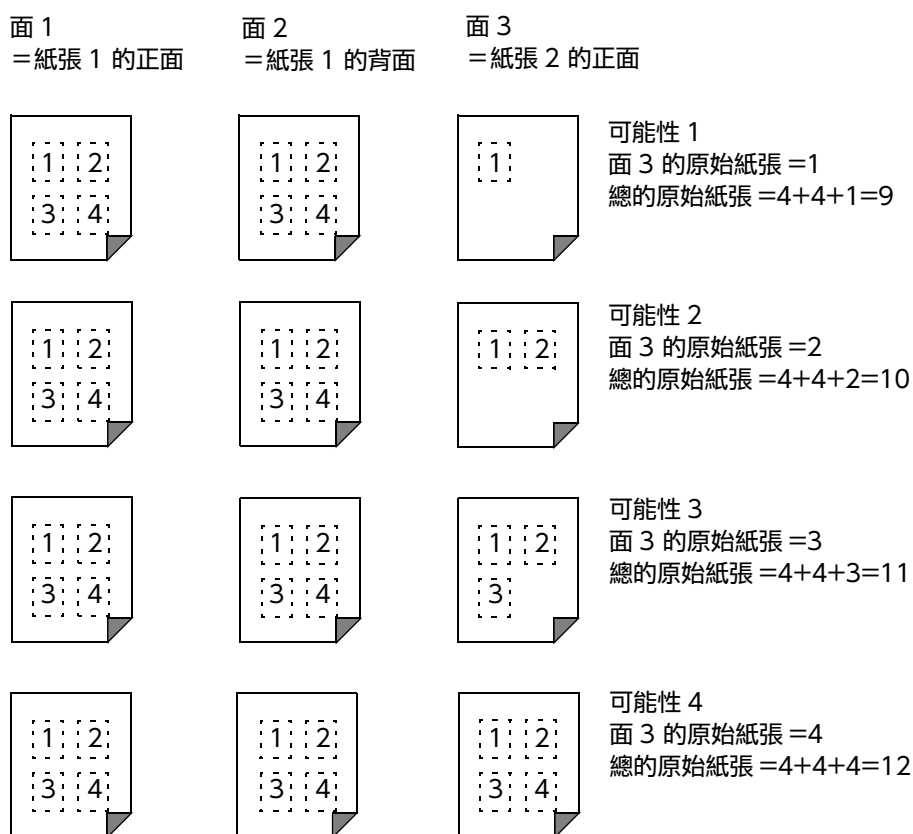 面 1
＝紙張 1 的正面
面 2
＝紙張 1 的背面
面 3
＝紙張 2 的正面
1 2
3 4
1 2
3 4
1
可能性 1
面 3 的原始紙張 =1
總的原始紙張 =4+4+1=9
1 2
3 4
1 2
3 4
1 2
可能性 2
面 3 的原始紙張 =2
總的原始紙張 =4+4+2=10
1 2
3 4
1 2
3 4
1 2
3
可能性 3
面 3 的原始紙張 =3
總的原始紙張 =4+4+3=11
1 2
3 4
1 2
3 4
1 2
3 4
可能性 4
面 3 的原始紙張 =4
總的原始紙張 =4+4+4=12